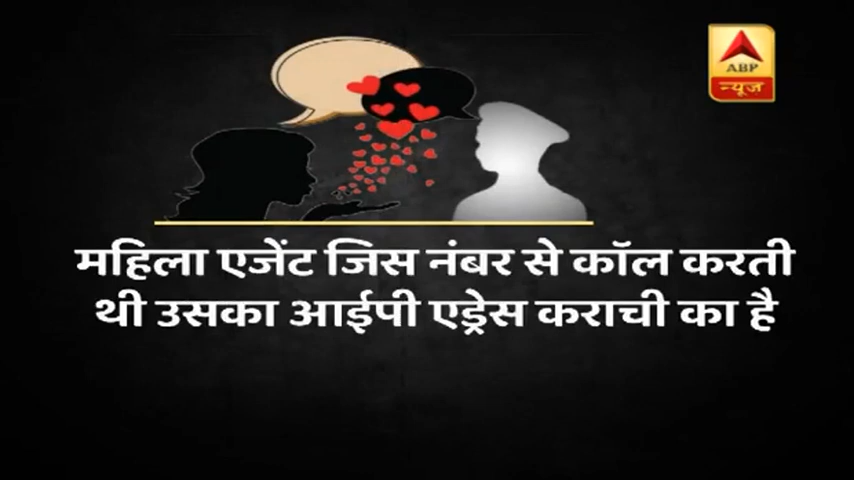 ABP
न्यूज़
महिला एजेंट जिस नंबर से कॉल करती
थी उसका आईपी एड्रेस कराची का है